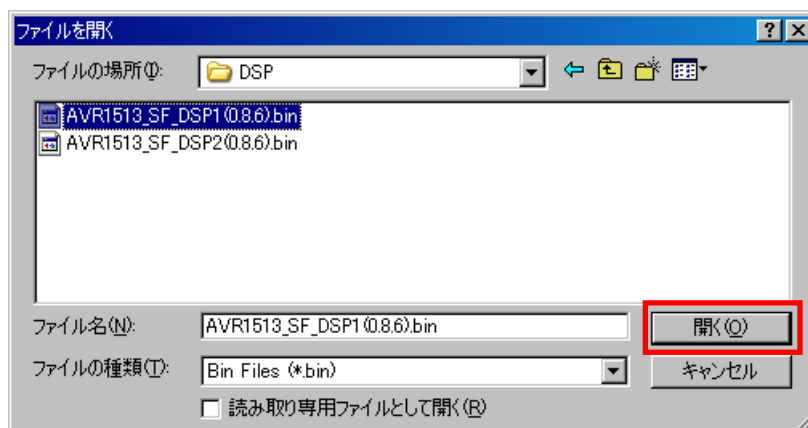 ファイルを開く
ファイルの場所(I): DSP
AVR1513_SF_DSP1(0.8.6).bin
AVR1513_SF_DSP2(0.8.6).bin
ファイル名(N): AVR1513_SF_DSP1(0.8.6).bin 開く(O)
ファイルの種類(T): Bin Files (*.bin) キャンセル
読み取り専用ファイルとして開く(R)